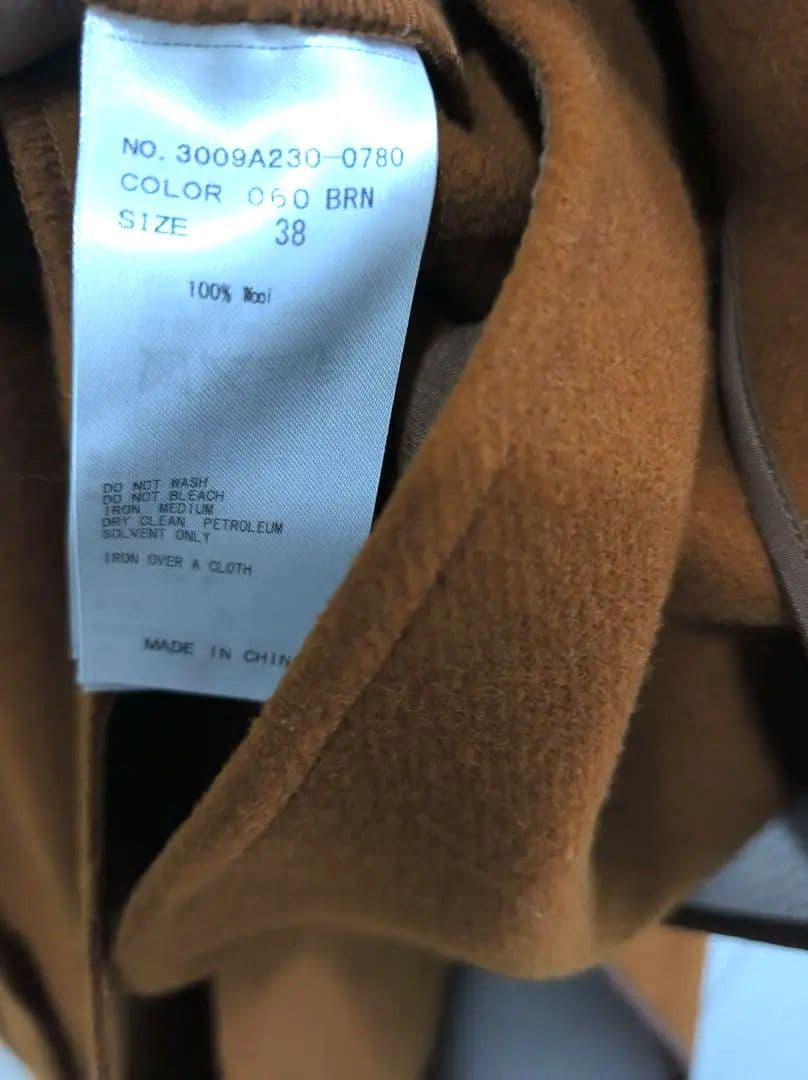 NO. 3009A230-0780
COLOR 060 BRN
SIZE 38
100% Wool
DO NOT WASH
DO NOT BLEACH
IRON MEDIUM
DRY CLEAN PETROLEUM
SOLVENT ONLY
IRON OVER A CLOTH
MADE IN CHIN